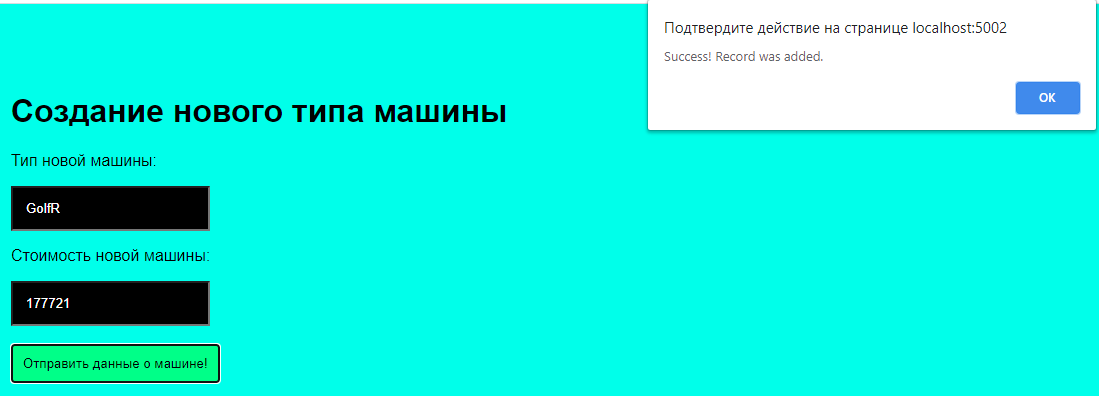 Подтвердите действие на странице localhost:5002
Success! Record was added.
OK
Создание нового типа машины
Тип новой машины:
GolfR
Стоимость новой машины:
177721
Отправить данные о машине!